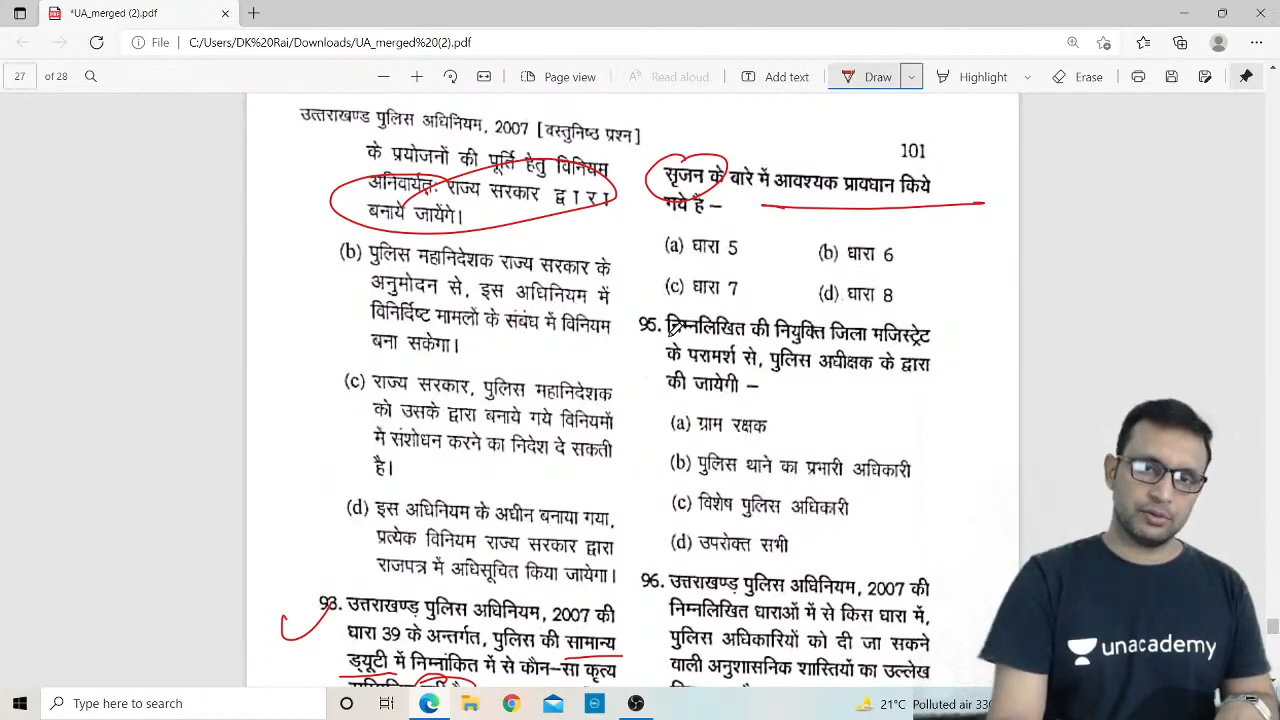 *UA_merged (2).pdf
File
C:/Users/DK%20Rai/Downloads/UA_merged%20(2).pdf
27 of 28
Page view
Read aloud
Add text
Draw
Highlight
Erase
उत्तराखण्ड पुलिस अधिनियम, 2007 [वस्तुनिष्ठ प्रश्न]
101
के प्रयोजनों की पूर्ति हेतु विनियम
अनिवार्यतः राज्य सरकार द्वारा
बनाये जायेंगे।
(b) पुलिस महानिदेशक राज्य सरकार के
अनुमोदन से, इस अधिनियम में
विनिर्दिष्ट मामलों के संबंध में विनियम
बना सकेगा।
(c) राज्य सरकार, पुलिस महानिदेशक
को उसके द्वारा बनाये गये विनियमों
में संशोधन करने का निदेश दे सकती
है।
(d) इस अधिनियम के अधीन बनाया गया,
प्रत्येक विनियम राज्य सरकार द्वारा
राजपत्र में अधिसूचित किया जायेगा।
93. उत्तराखण्ड़ पुलिस अधिनियम, 2007 की
धारा 39 के अन्तर्गत, पुलिस की सामान्य
ड्यूटी में निम्नांकित में से कौन-सा कृत्य
सृजन के बारे में आवश्यक प्रावधान किये
गये है –
(a) धारा 5 (b) धारा 6
(c) धारा 7 (d) धारा 8
95. निम्नलिखित की नियुक्ति जिला मजिस्ट्रेट
के परामर्श से, पुलिस अधीक्षक के द्वारा
की जायेगी –
(a) ग्राम रक्षक
(b) पुलिस थाने का प्रभारी अधिकारी
(c) विशेष पुलिस अधिकारी
(d) उपरोक्त सभी
96. उत्तराखण्ड़ पुलिस अधिनियम, 2007 की
निम्नलिखित धाराओं में से किस धारा में,
पुलिस अधिकारियों को दी जा सकने
वाली अनुशासनिक शास्तियों का उल्लेख
unacademy
Type here to search
21°C Polluted air 33